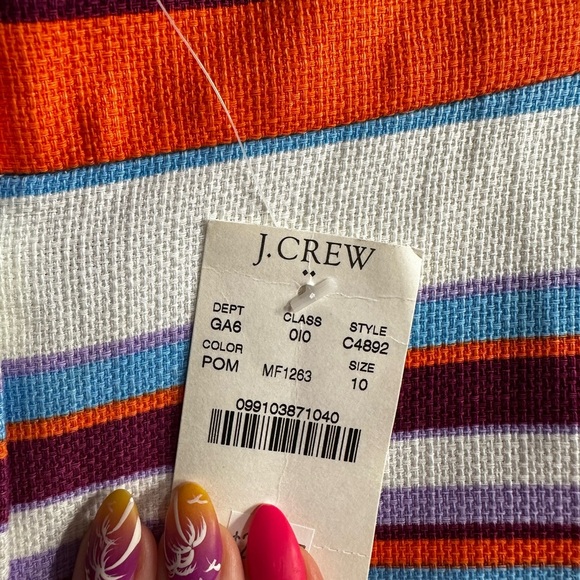 J.CREW
DEPT CLASS STYLE
GA6 010 C4892
COLOR SIZE
POM MF1263 10
099103871040